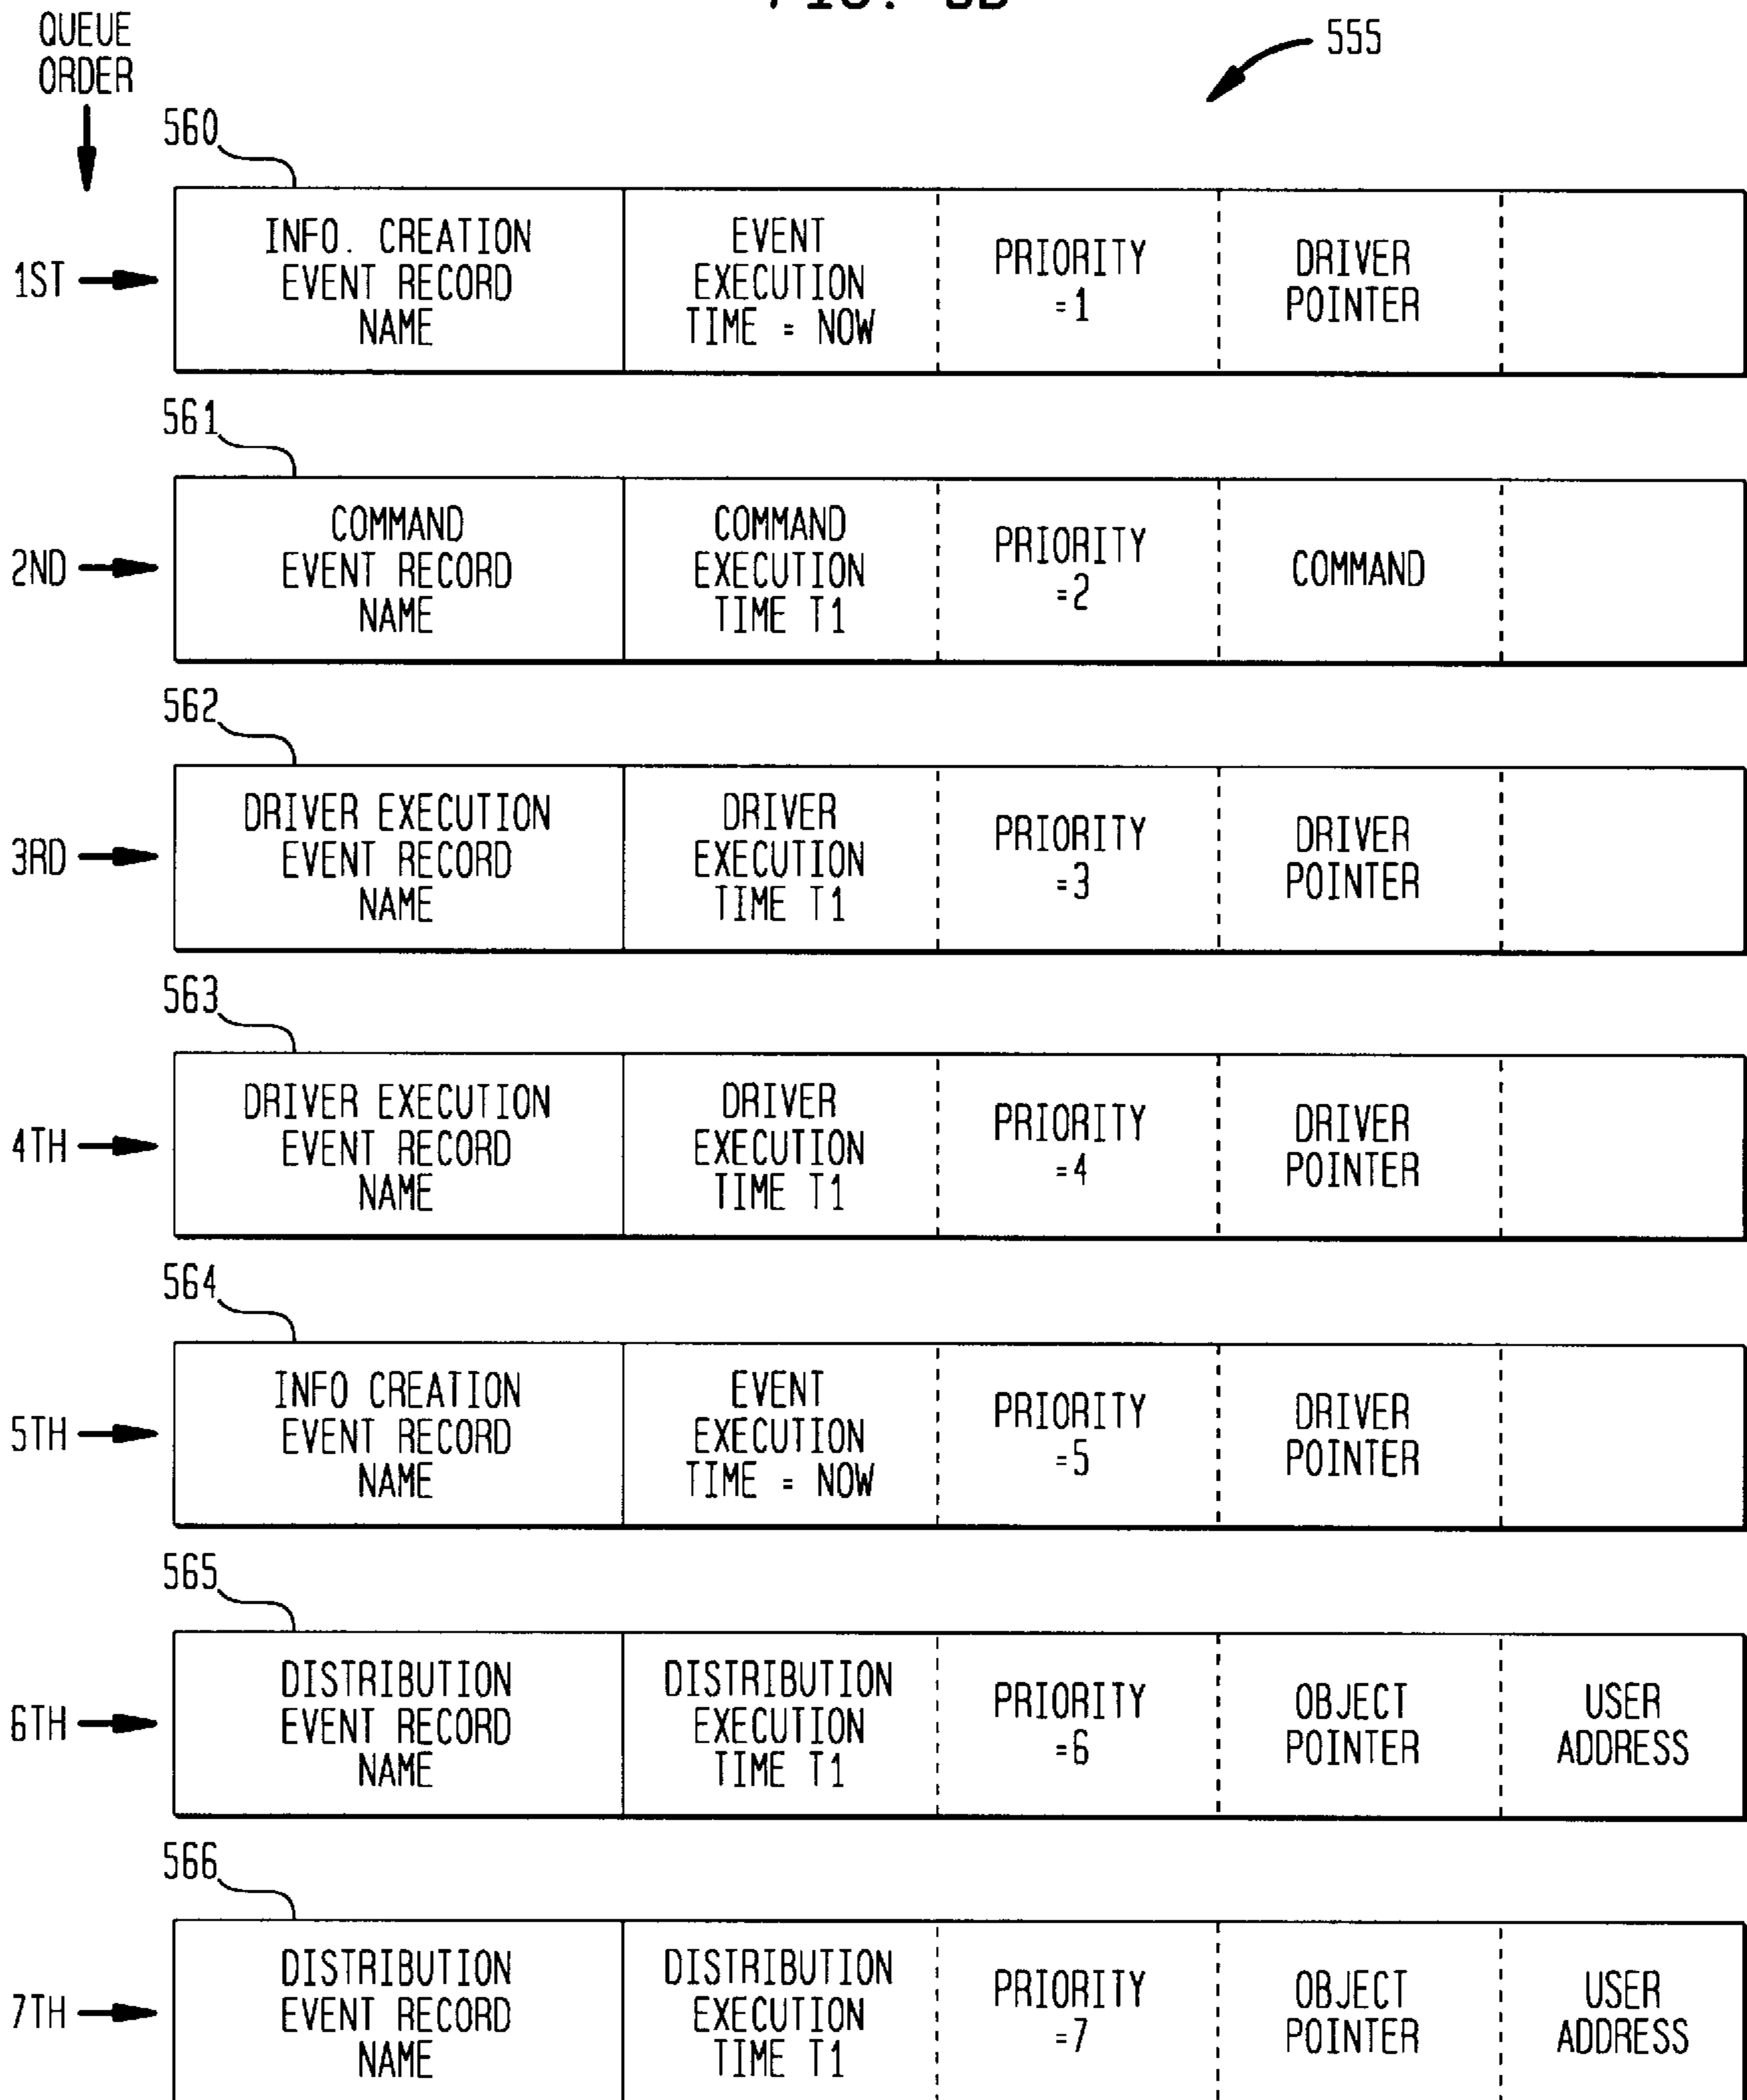 QUEUE
ORDER
555
560
1ST
INFO. CREATION
EVENT RECORD
NAME
EVENT
EXECUTION
TIME = NOW
PRIORITY
=1
DRIVER
POINTER
561
2ND
COMMAND
EVENT RECORD
NAME
COMMAND
EXECUTION
TIME T1
PRIORITY
=2
COMMAND
562
3RD
DRIVER EXECUTION
EVENT RECORD
NAME
DRIVER
EXECUTION
TIME T1
PRIORITY
=3
DRIVER
POINTER
563
4TH
DRIVER EXECUTION
EVENT RECORD
NAME
DRIVER
EXECUTION
TIME T1
PRIORITY
=4
DRIVER
POINTER
564
5TH
INFO CREATION
EVENT RECORD
NAME
EVENT
EXECUTION
TIME = NOW
PRIORITY
=5
DRIVER
POINTER
565
6TH
DISTRIBUTION
EVENT RECORD
NAME
DISTRIBUTION
EXECUTION
TIME T1
PRIORITY
=6
OBJECT
POINTER
USER
ADDRESS
566
7TH
DISTRIBUTION
EVENT RECORD
NAME
DISTRIBUTION
EXECUTION
TIME T1
PRIORITY
=7
OBJECT
POINTER
USER
ADDRESS